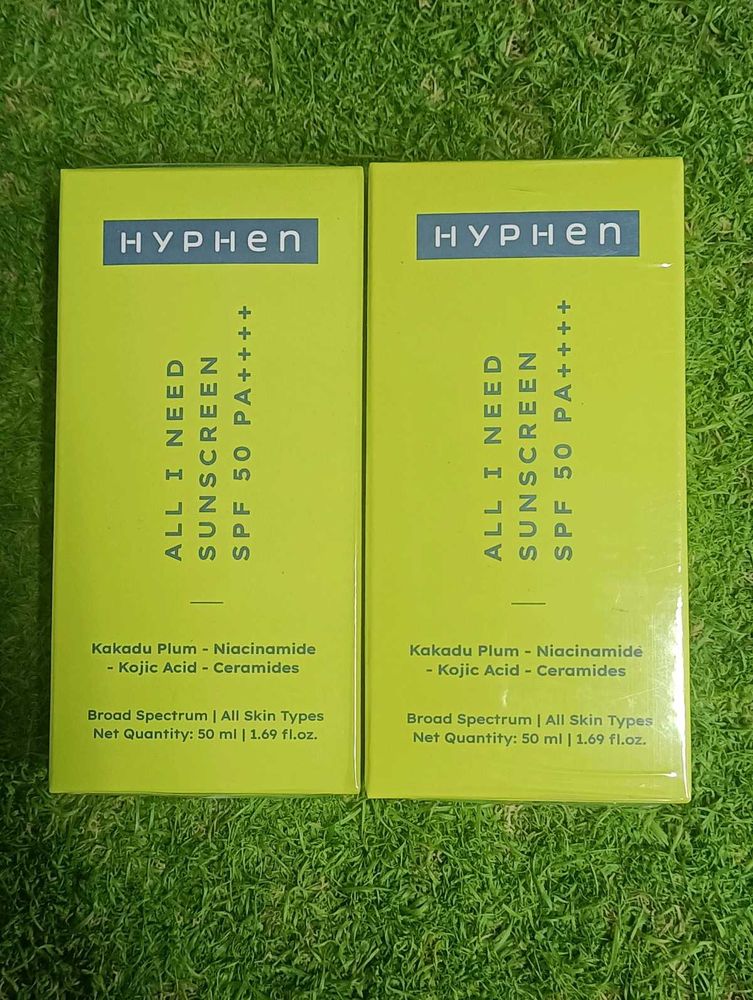 HYPHen
ALL I NEED
SUNSCREEN
SPF 50 PA++++
Kakadu Plum - Niacinamide
- Kojic Acid - Ceramides
Broad Spectrum | All Skin Types
Net Quantity: 50 ml | 1.69 fl.oz.
HYPHen
ALL I NEED
SUNSCREEN
SPF 50 PA++++
Kakadu Plum - Niacinamide
- Kojic Acid - Ceramides
Broad Spectrum | All Skin Types
Net Quantity: 50 ml | 1.69 fl.oz.